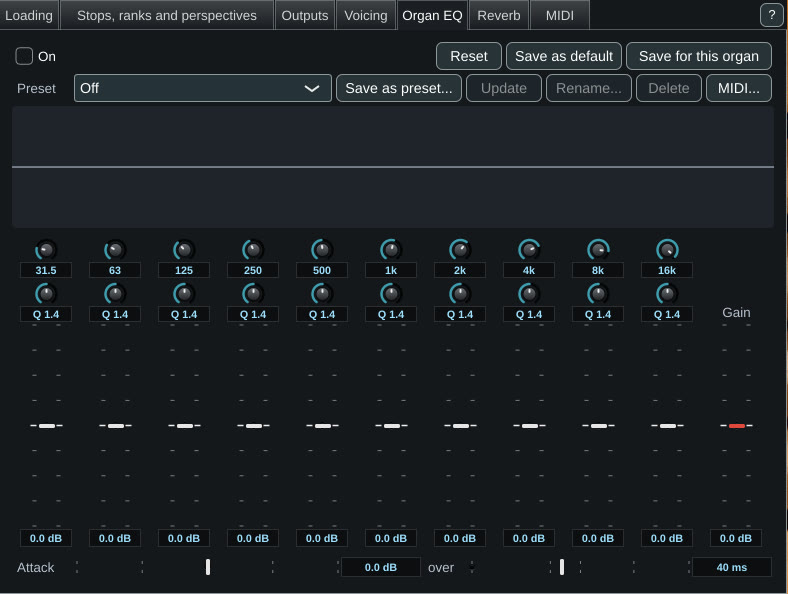 Loading Stops, ranks and perspectives Outputs Voicing Organ EQ Reverb MIDI ?
On Reset Save as default Save for this organ
Preset Off Save as preset... Update Rename... Delete MIDI...
31.5 63 125 250 500 1k 2k 4k 8k 16k
Q 1.4 Q 1.4 Q 1.4 Q 1.4 Q 1.4 Q 1.4 Q 1.4 Q 1.4 Q 1.4 Q 1.4 Gain
0.0 dB 0.0 dB 0.0 dB 0.0 dB 0.0 dB 0.0 dB 0.0 dB 0.0 dB 0.0 dB 0.0 dB 0.0 dB
Attack 0.0 dB over 40 ms